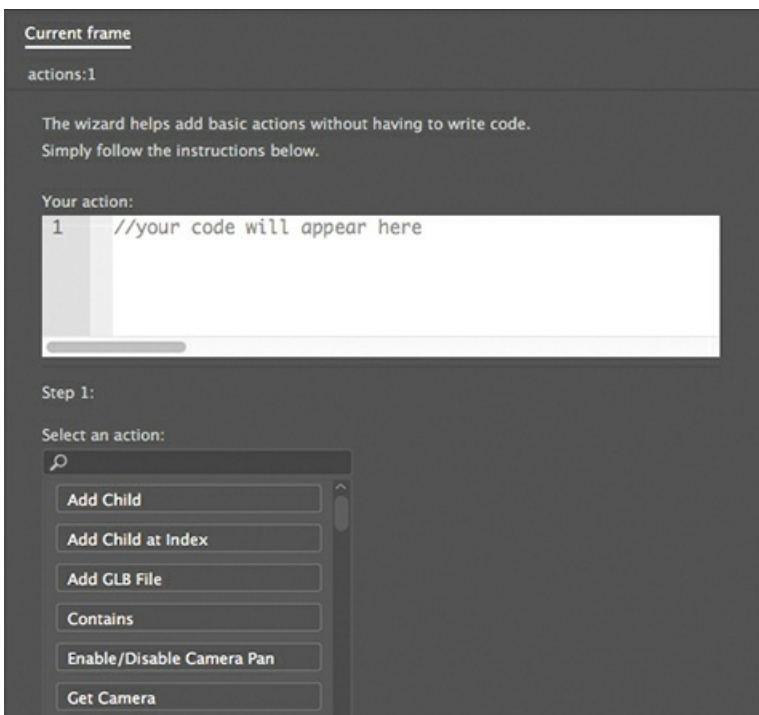 Current frame
actions:1
The wizard helps add basic actions without having to write code.
Simply follow the instructions below.
Your action:
1 //your code will appear here
Step 1:
Select an action:
Add Child
Add Child at Index
Add GLB File
Contains
Enable/Disable Camera Pan
Get Camera